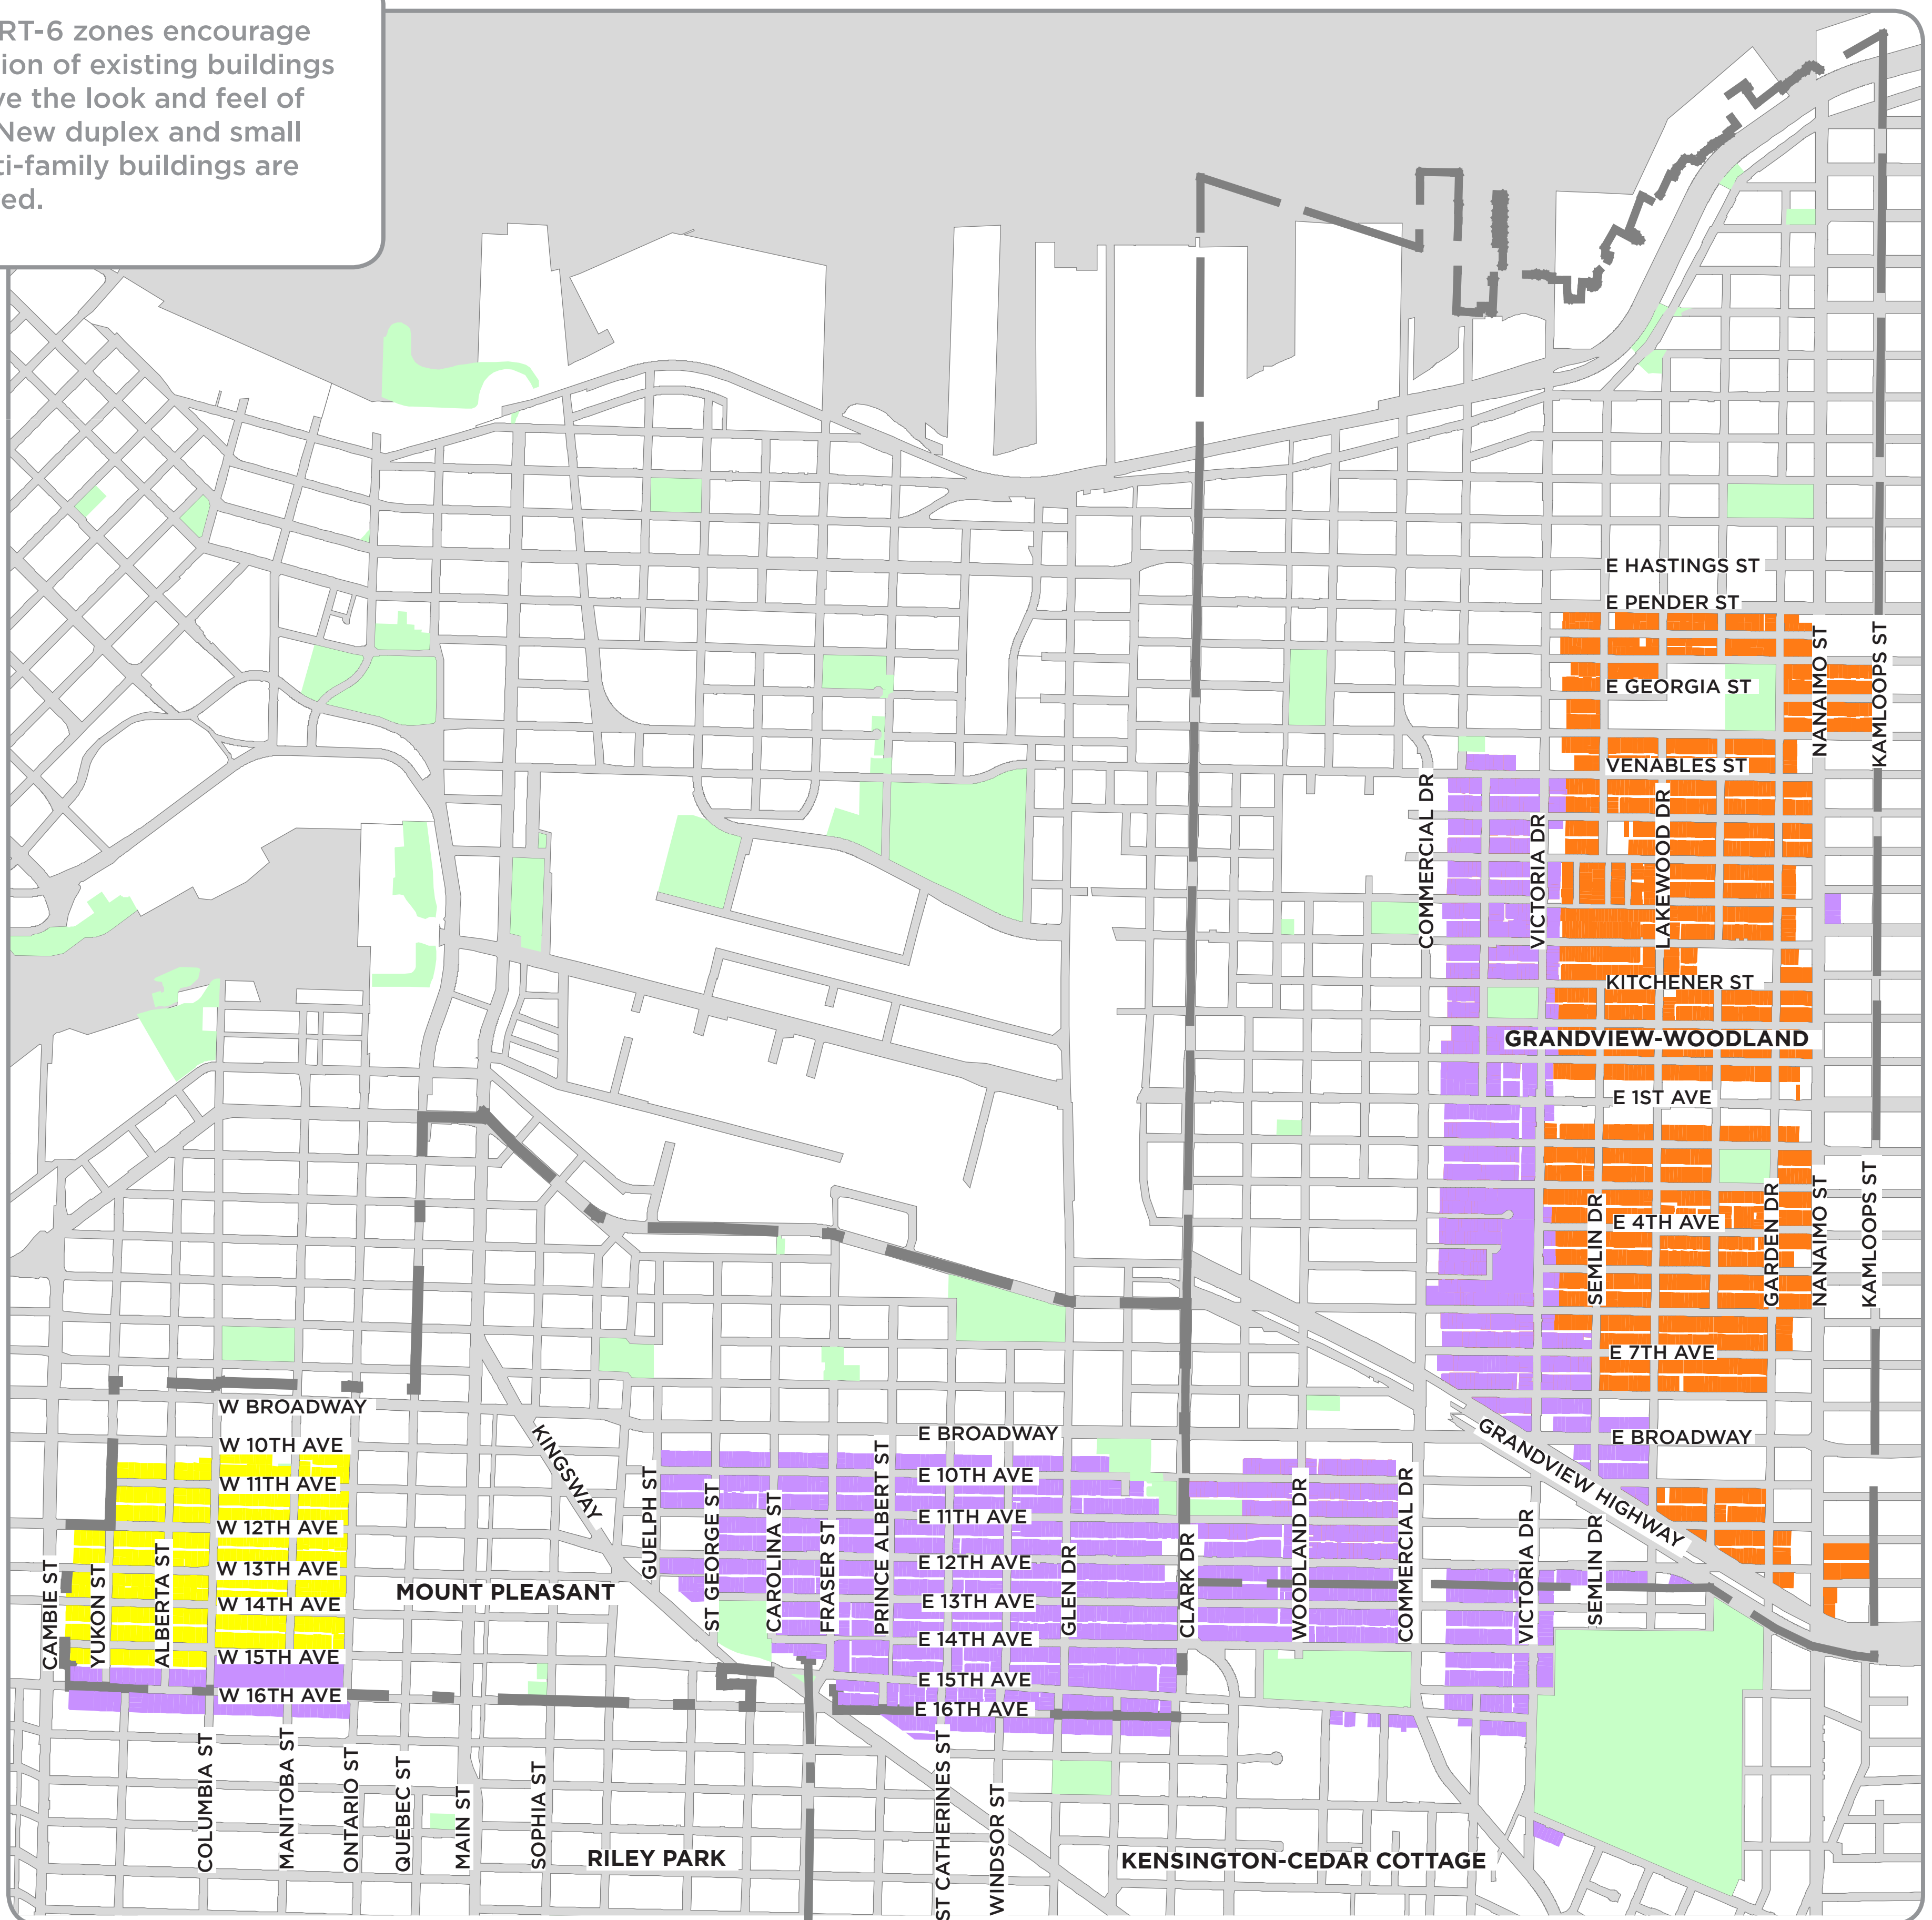 RT-6 zones encourage
ion of existing buildings
ve the look and feel of
New duplex and small
ti-family buildings are
ed.
E HASTINGS ST
E PENDER ST
NANAIMO ST
KAMLOOPS ST
E GEORGIA ST
VENABLES ST
COMMERCIAL DR
VICTORIA DR
LAKEWOOD DR
KITCHENER ST
GRANDVIEW-WOODLAND
E 1ST AVE
SEMLIN DR
E 4TH AVE
GARDEN DR
NANAIMO ST
KAMLOOPS ST
E 7TH AVE
W BROADWAY
KINGSWAY
E BROADWAY
GRANDVIEW HIGHWAY
E BROADWAY
W 10TH AVE
W 11TH AVE
W 12TH AVE
W 13TH AVE
W 14TH AVE
W 15TH AVE
W 16TH AVE
E 10TH AVE
E 11TH AVE
E 12TH AVE
E 13TH AVE
E 14TH AVE
E 15TH AVE
E 16TH AVE
CAMBIE ST
YUKON ST
ALBERTA ST
MOUNT PLEASANT
GUELPH ST
ST GEORGE ST
CAROLINA ST
FRASER ST
PRINCE ALBERT ST
GLEN DR
CLARK DR
WOODLAND DR
COMMERCIAL DR
VICTORIA DR
SEMLIN DR
COLUMBIA ST
MANITOBA ST
ONTARIO ST
QUEBEC ST
MAIN ST
SOPHIA ST
RILEY PARK
ST CATHERINES ST
WINDSOR ST
KENSINGTON-CEDAR COTTAGE